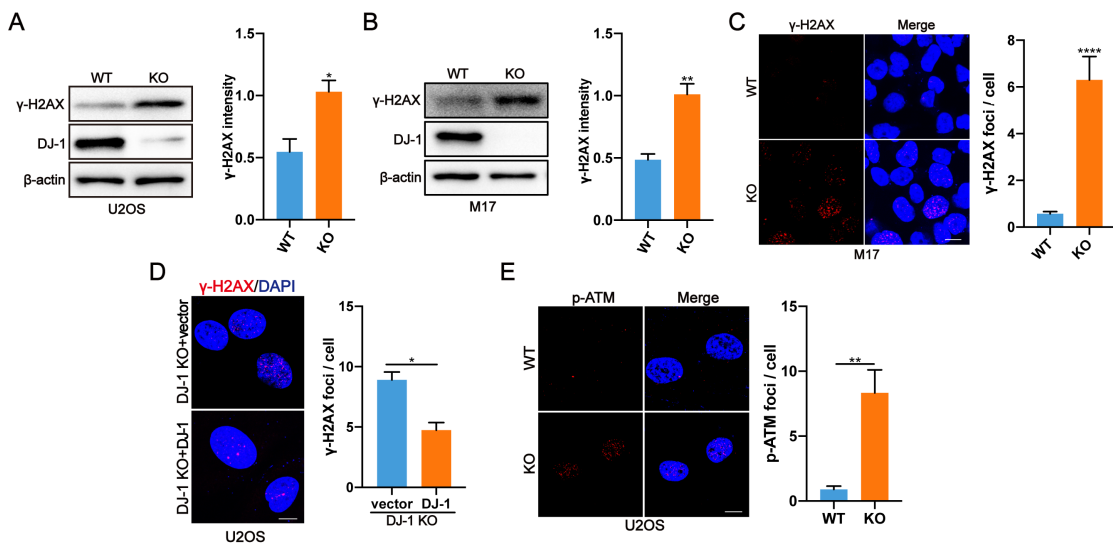 A
WT KO
γ-H2AX
DJ-1
β-actin
U2OS
γ-H2AX intensity
1.5
1.0
0.5
0.0
*
WT
KO
B
WT KO
γ-H2AX
DJ-1
β-actin
M17
γ-H2AX intensity
1.5
1.0
0.5
0.0
**
WT
KO
C
γ-H2AX Merge
WT
KO
M17
γ-H2AX foci / cell
8
6
4
2
0
****
WT
KO
D
γ-H2AX/DAPI
DJ-1 KO+vector
DJ-1 KO+DJ-1
U2OS
γ-H2AX foci / cell
15
10
5
0
*
vector DJ-1
DJ-1 KO
E
p-ATM Merge
WT
KO
U2OS
p-ATM foci / cell
15
10
5
0
**
WT KO